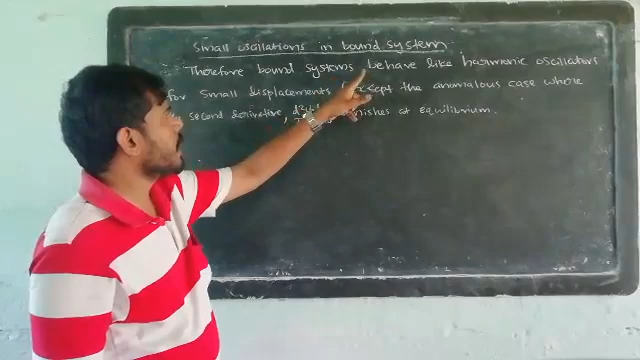 Small oscillations in bound system
Therefore bound systems behave like harmonic oscillators
for small displacements except the anomalous case where
second derivative, vanishes at equilibrium.